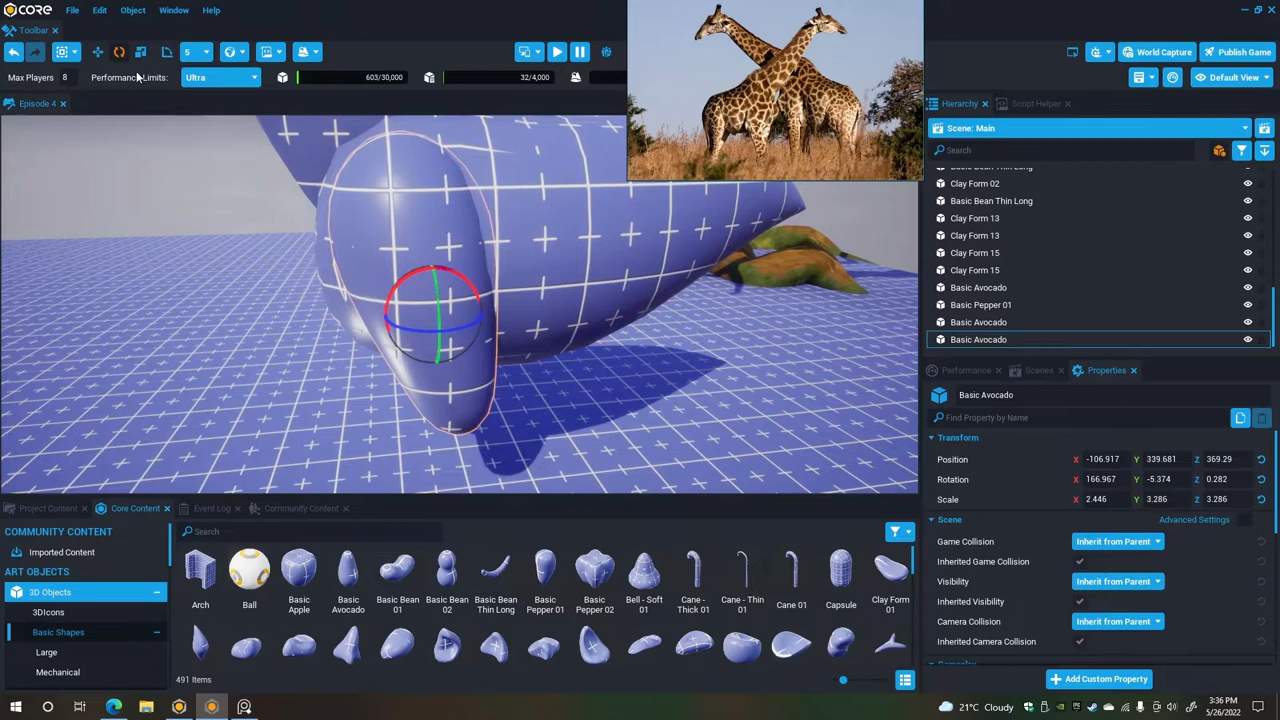 CORE File Edit Object Window Help
Toolbar
5 World Capture Publish Game
Max Players 8 Performance Limits: Ultra 603/30,000 32/4,000 Default View
Episode 4 Hierarchy Script Helper
Scene: Main
Search
Clay Form 02
Basic Bean Thin Long
Clay Form 13
Clay Form 13
Clay Form 15
Clay Form 15
Basic Avocado
Basic Pepper 01
Basic Avocado
Basic Avocado
Performance Scenes Properties
Basic Avocado
Find Property by Name
Transform
Position X -106.917 Y 339.681 Z 369.29
Rotation X 166.967 Y -5.374 Z 0.282
Scale X 2.446 Y 3.286 Z 3.286
Scene Advanced Settings
Game Collision Inherit from Parent
Inherited Game Collision
Visibility Inherit from Parent
Inherited Visibility
Camera Collision Inherit from Parent
Inherited Camera Collision
Add Custom Property
Project Content Core Content Event Log Community Content
COMMUNITY CONTENT
Search
Imported Content
ART OBJECTS
3D Objects
3DIcons
Basic Shapes
Large
Mechanical
Arch
Ball
Basic Apple
Basic Avocado
Basic Bean 01
Basic Bean 02
Basic Bean Thin Long
Basic Pepper 01
Basic Pepper 02
Bell - Soft 01
Cane - Thick 01
Cane - Thin 01
Cane 01
Capsule
Clay Form 01
491 Items
21°C Cloudy
3:36 PM
5/26/2022